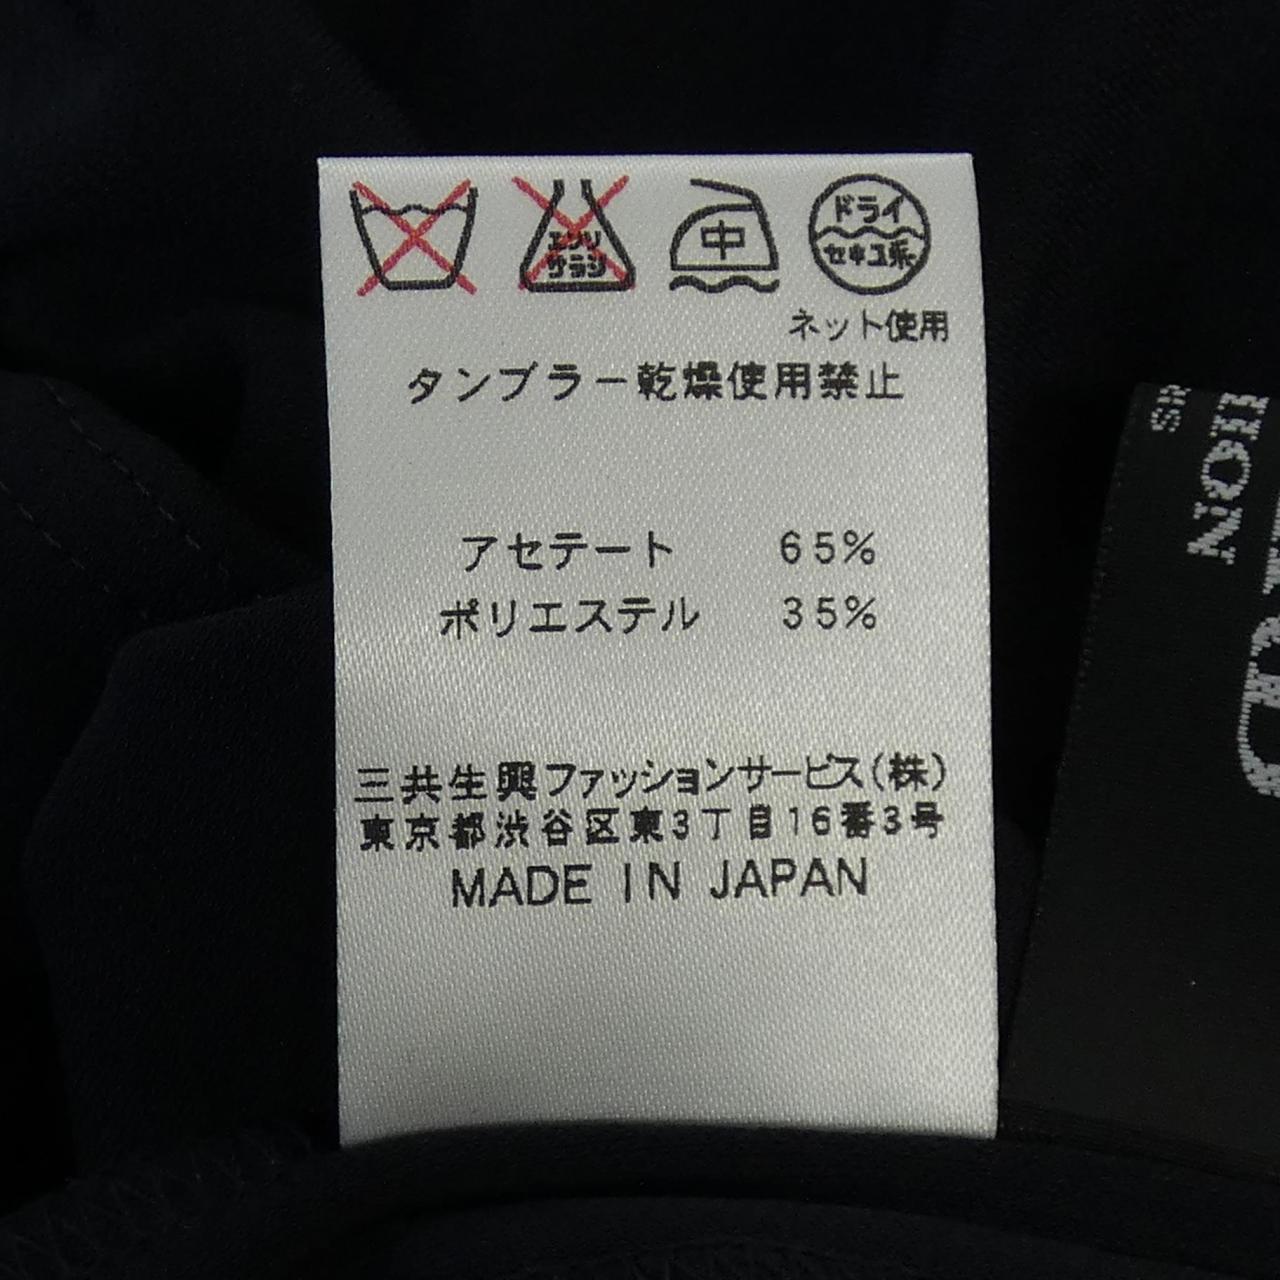 エンソ
サラシ
中
ドライ
セキユ系
ネット使用
タンブラー乾燥使用禁止
アセテート 65%
ポリエステル 35%
三共生興ファッションサービス(株)
東京都渋谷区東3丁目16番3号
MADE IN JAPAN